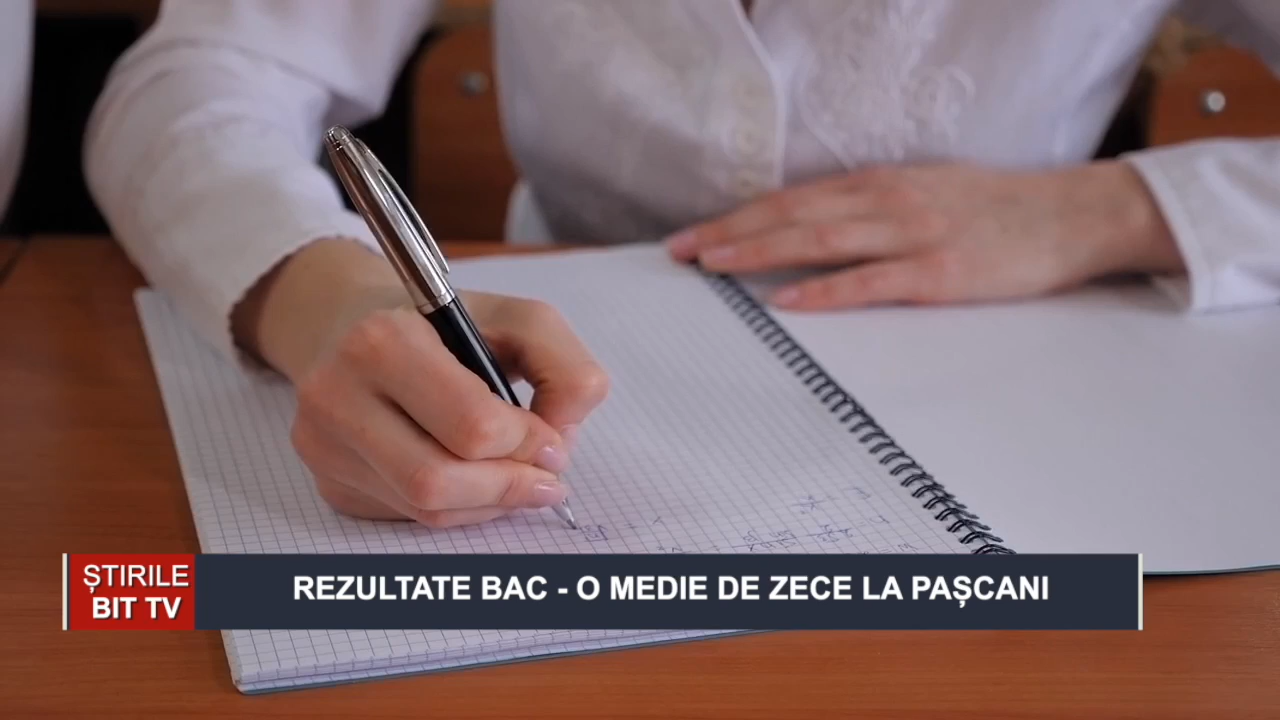 ȘTIRILE
BIT TV
REZULTATE BAC - O MEDIE DE ZECE LA PAȘCANI